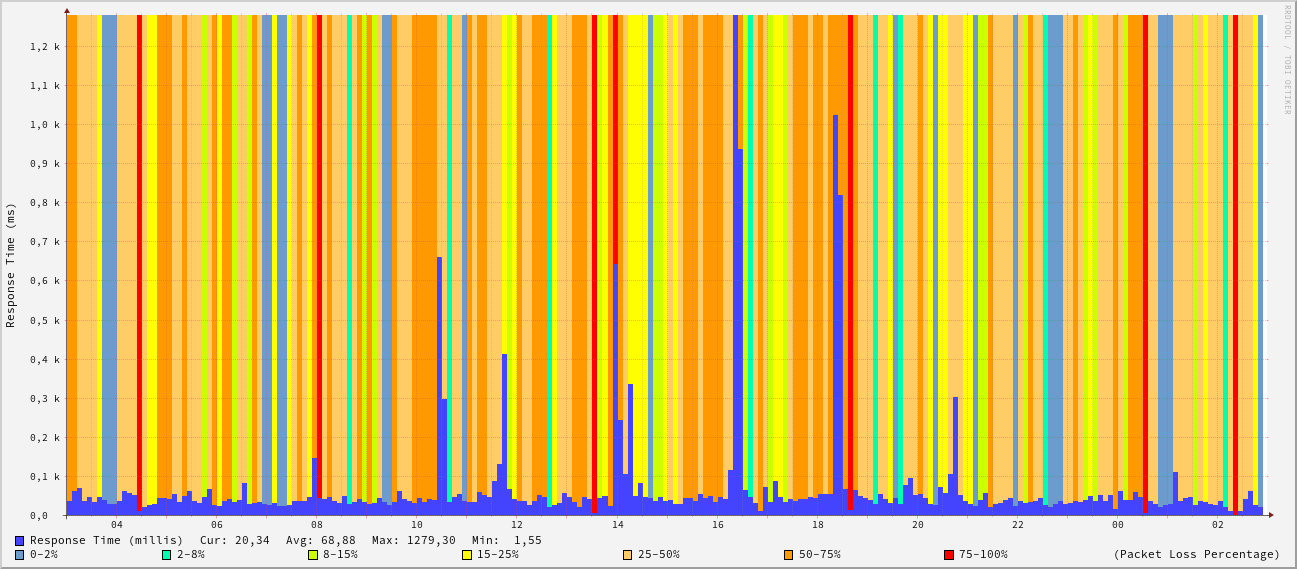 RRDTOOL / TOBI OETIKER
Response Time (ms)
1,2 k
1,1 k
1,0 k
0,9 k
0,8 k
0,7 k
0,6 k
0,5 k
0,4 k
0,3 k
0,2 k
0,1 k
0,0
04 06 08 10 12 14 16 18 20 22 00 02
Response Time (millis) Cur: 20,34 Avg: 68,88 Max: 1279,30 Min: 1,55
0-2% 2-8% 8-15% 15-25% 25-50% 50-75% 75-100% (Packet Loss Percentage)